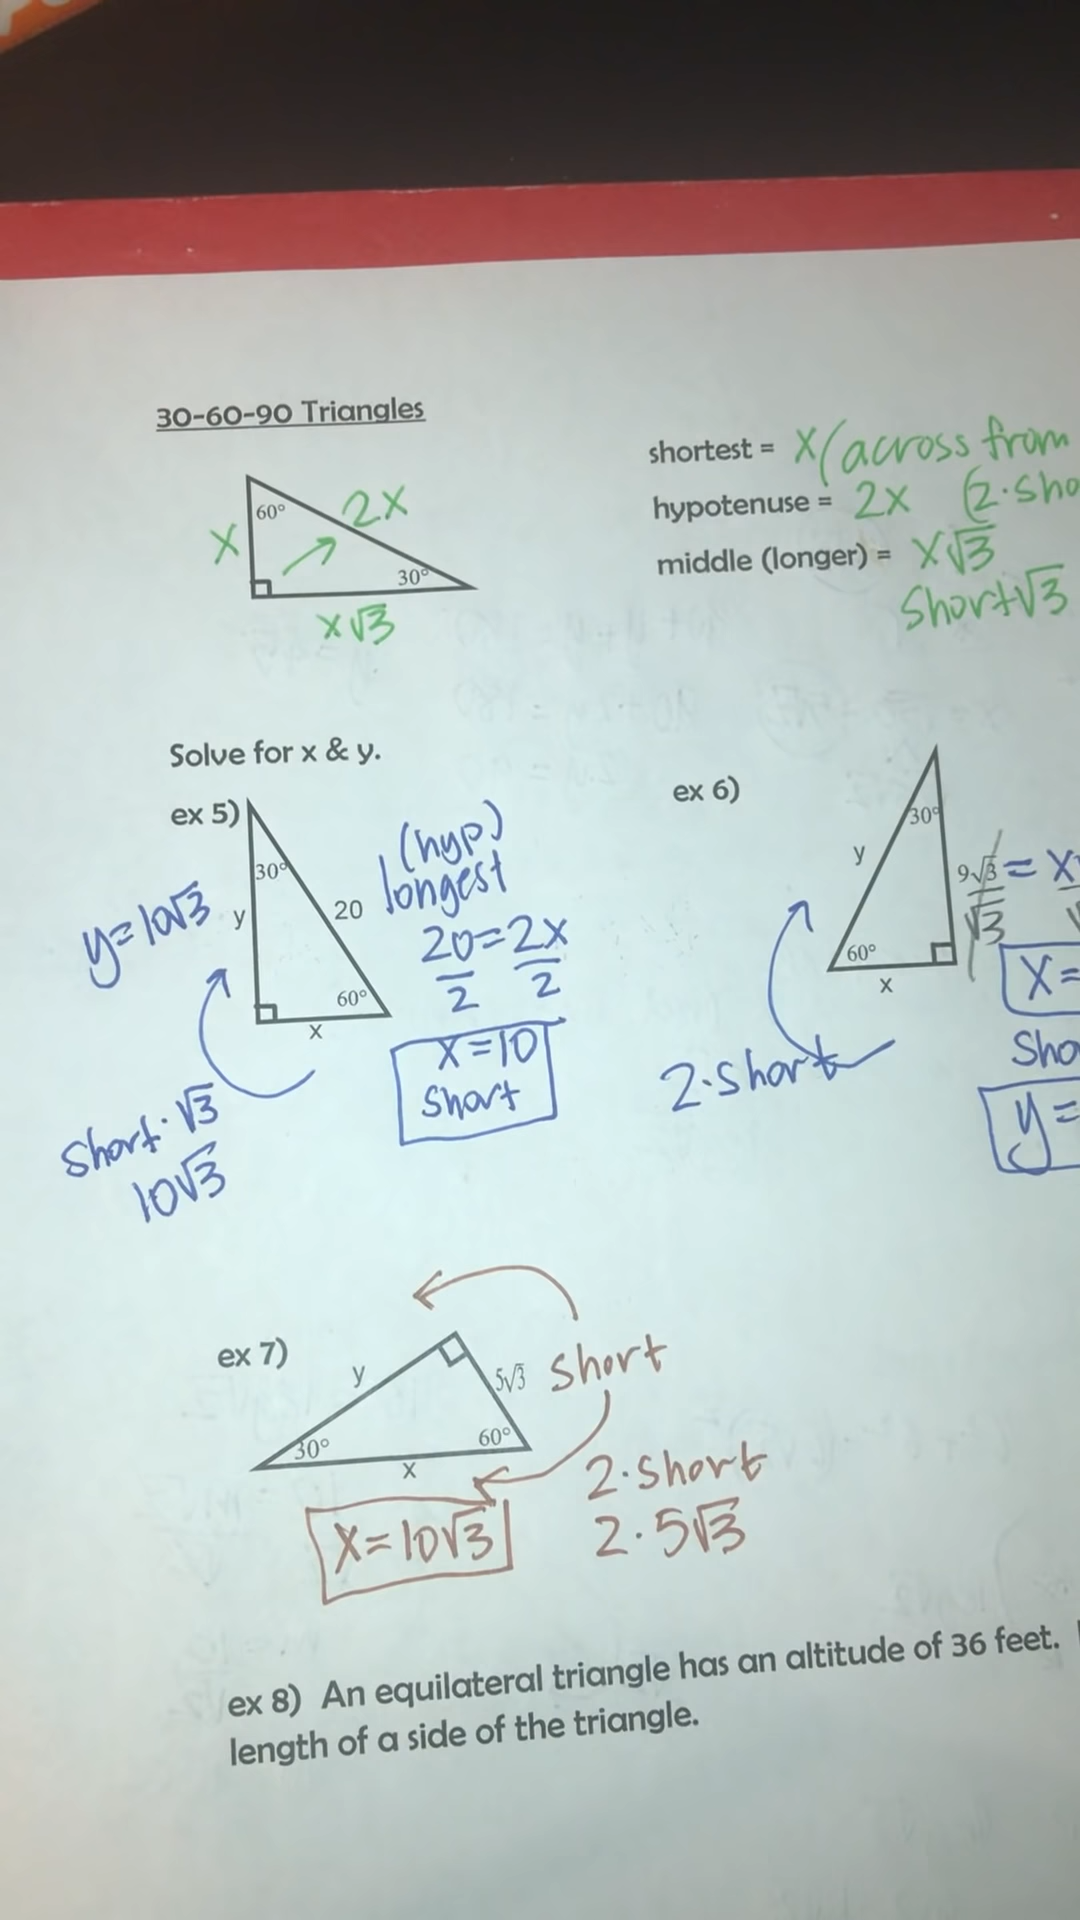 30-60-90 Triangles
60°
2x
x
30°
x√3
shortest = x (across from
hypotenuse = 2x (2·sho
middle (longer) = x√3
short√3
Solve for x & y.
ex 5)
30°
y
20
60°
x
y=10√3
(hyp)
longest
20=2x
2 2
x=10
short
short·√3
10√3
ex 6)
30°
y
9√3 = x
√3
60°
x
x=
2·short
Sho
y=
ex 7)
y
5√3
short
30°
60°
x
2·short
x=10√3
2·5√3
ex 8) An equilateral triangle has an altitude of 36 feet.
length of a side of the triangle.